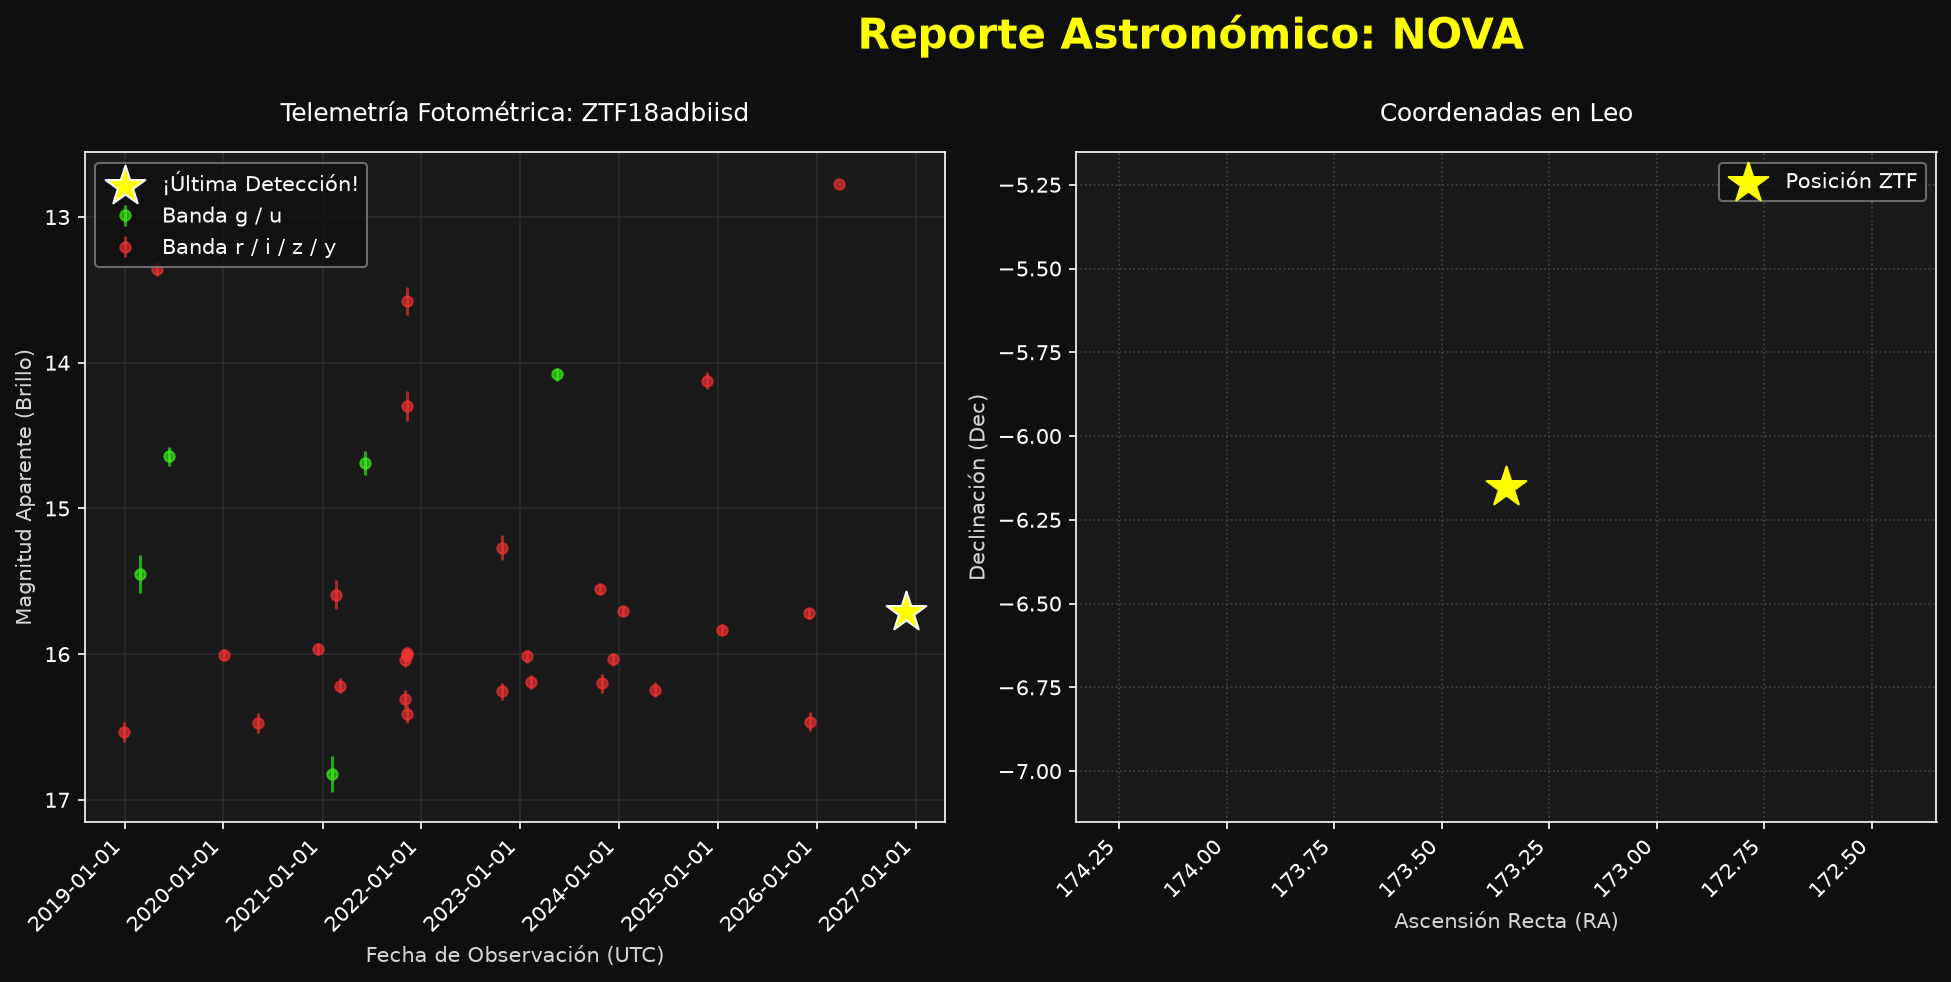 Reporte Astronómico: NOVA
Telemetría Fotométrica: ZTF18adbiisd
¡Última Detección!
Banda g / u
Banda r / i / z / y
Magnitud Aparente (Brillo)
13
14
15
16
17
2019-01-01
2020-01-01
2021-01-01
2022-01-01
2023-01-01
2024-01-01
2025-01-01
2026-01-01
2027-01-01
Fecha de Observación (UTC)
Coordenadas en Leo
Posición ZTF
Declinación (Dec)
−5.25
−5.50
−5.75
−6.00
−6.25
−6.50
−6.75
−7.00
174.25
174.00
173.75
173.50
173.25
173.00
172.75
172.50
Ascensión Recta (RA)